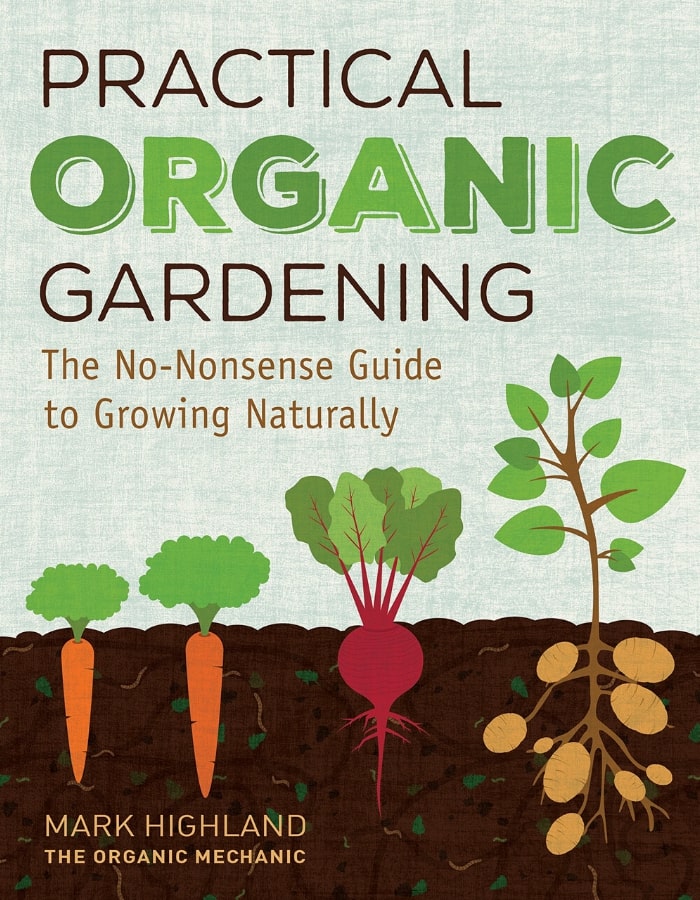 PRACTICAL
ORGANIC
GARDENING
The No-Nonsense Guide
to Growing Naturally
MARK HIGHLAND
THE ORGANIC MECHANIC